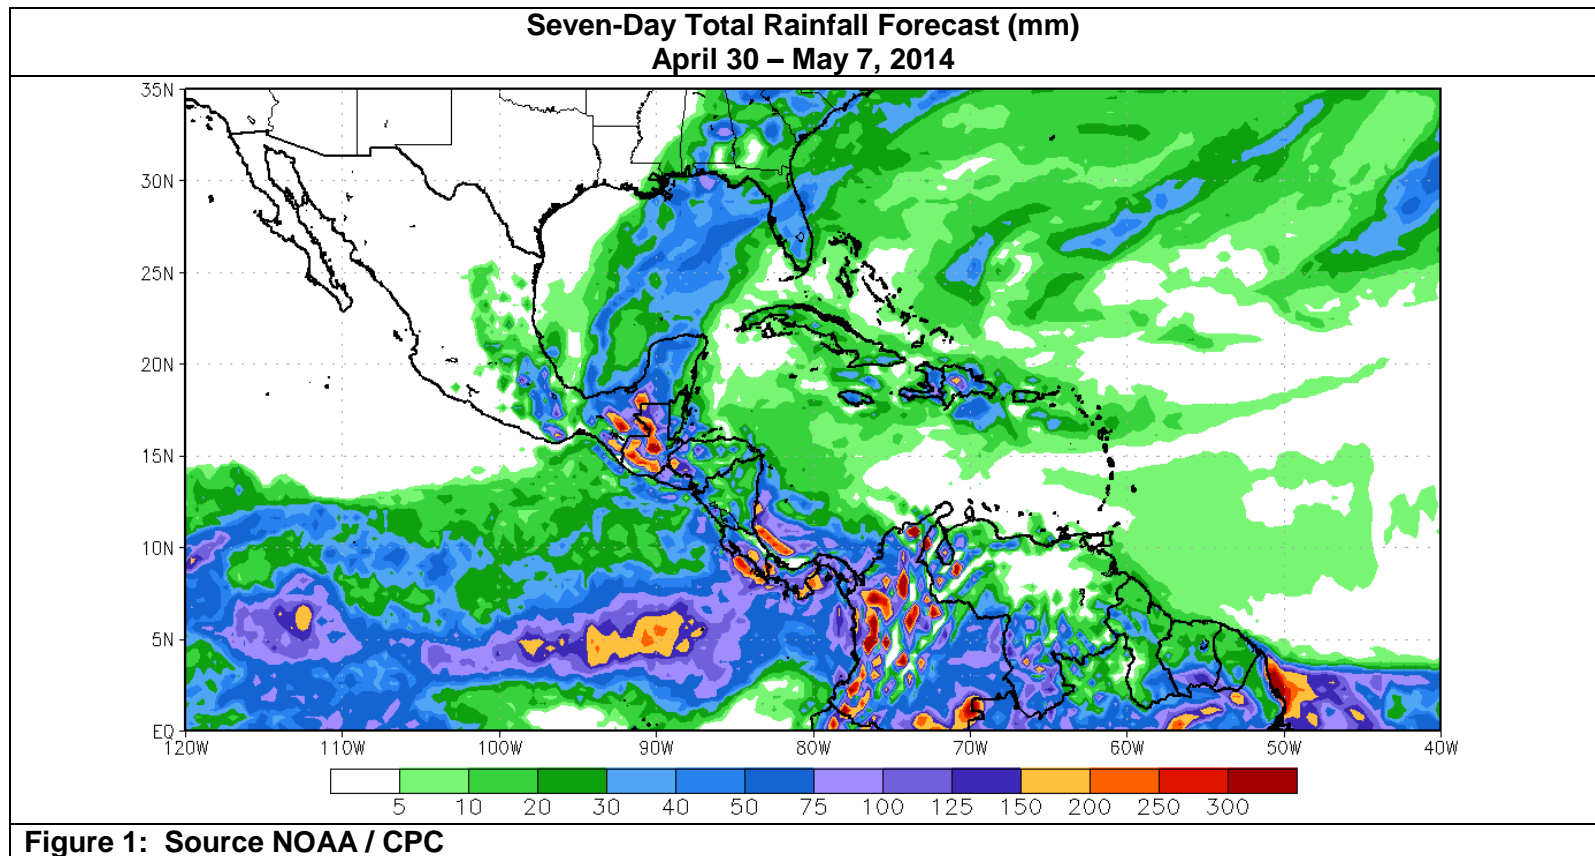 Seven-Day Total Rainfall Forecast (mm)
April 30 – May 7, 2014
35N
30N
25N
20N
15N
10N
5N
EQ
120W 110W 100W 90W 80W 70W 60W 50W 40W
5 10 20 30 40 50 75 100 125 150 200 250 300
Figure 1: Source NOAA / CPC